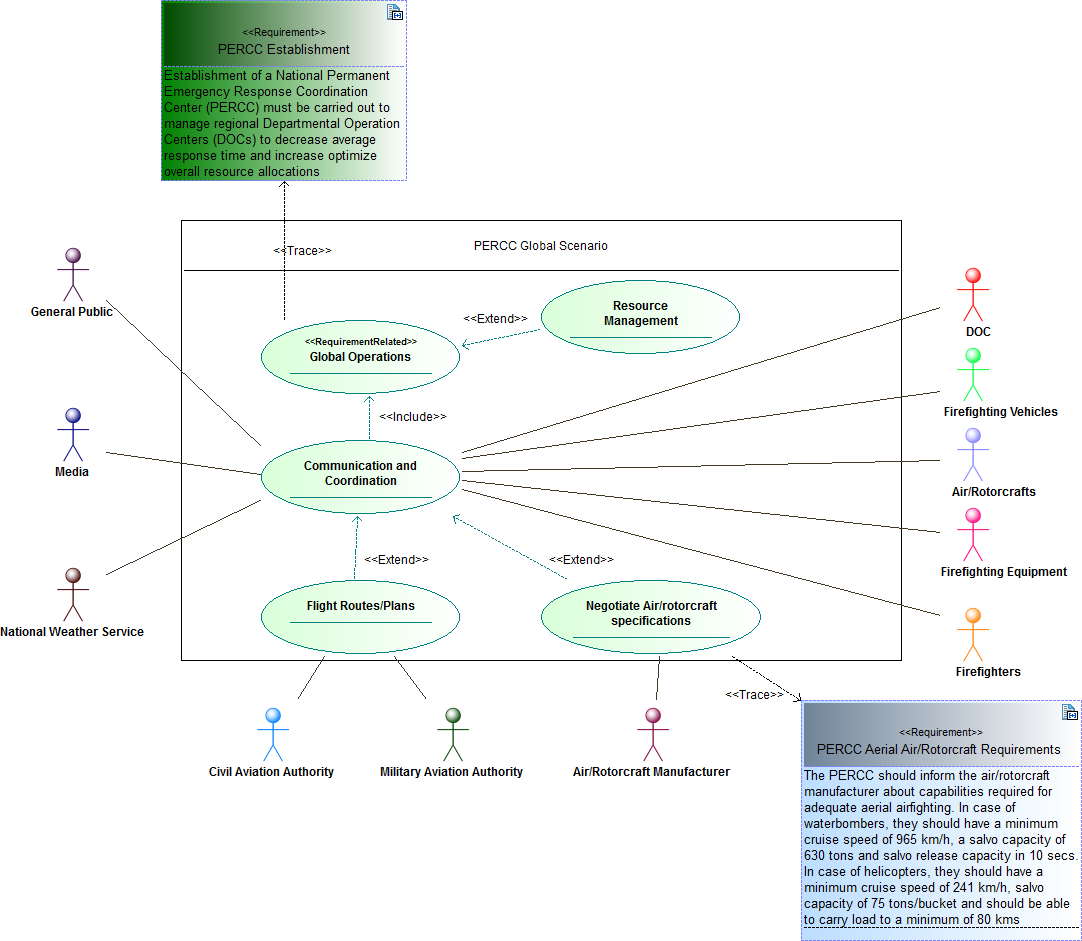 <<Requirement>>
PERCC Establishment
Establishment of a National Permanent
Emergency Response Coordination
Center (PERCC) must be carried out to
manage regional Departmental Operation
Centers (DOCs) to decrease average
response time and increase optimize
overall resource allocations
<<Trace>>
PERCC Global Scenario
General Public
Resource
Management
<<Extend>>
<<RequirementRelated>>
Global Operations
DOC
<<Include>>
Firefighting Vehicles
Media
Communication and
Coordination
Air/Rotorcrafts
<<Extend>>
<<Extend>>
Firefighting Equipment
National Weather Service
Flight Routes/Plans
Negotiate Air/rotorcraft
specifications
Firefighters
<<Trace>>
Civil Aviation Authority
Military Aviation Authority
Air/Rotorcraft Manufacturer
<<Requirement>>
PERCC Aerial Air/Rotorcraft Requirements
The PERCC should inform the air/rotorcraft
manufacturer about capabilities required for
adequate aerial airfighting. In case of
waterbombers, they should have a minimum
cruise speed of 965 km/h, a salvo capacity of
630 tons and salvo release capacity in 10 secs.
In case of helicopters, they should have a
minimum cruise speed of 241 km/h, salvo
capacity of 75 tons/bucket and should be able
to carry load to a minimum of 80 kms